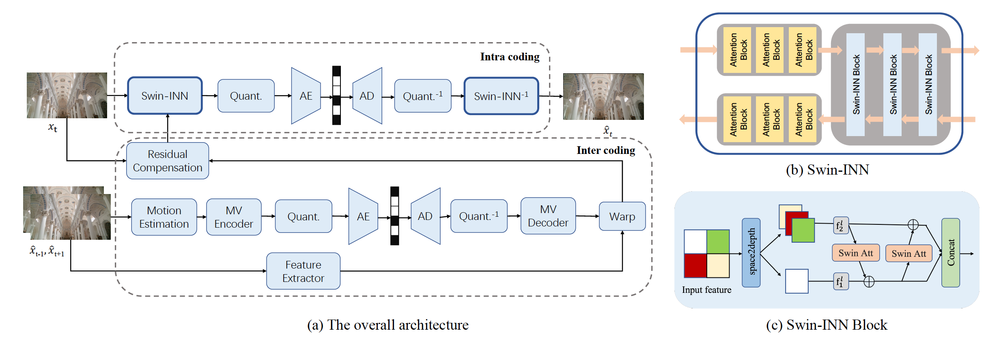 Intra coding
Swin-INN
Quant.
AE
AD
Quant.⁻¹
Swin-INN⁻¹
xₜ
x̂ₜ
Residual
Compensation
Inter coding
Motion
Estimation
MV
Encoder
Quant.
AE
AD
Quant.⁻¹
MV
Decoder
Warp
x̂ₜ₋₁, x̂ₜ₊₁
Feature
Extractor
(a) The overall architecture
Attention
Block
Attention
Block
Attention
Block
Attention
Block
Attention
Block
Attention
Block
Swin-INN Block
Swin-INN Block
Swin-INN Block
(b) Swin-INN
Input feature
space2depth
f₂ˡ
Swin Att
Swin Att
f₁ˡ
Concat
(c) Swin-INN Block